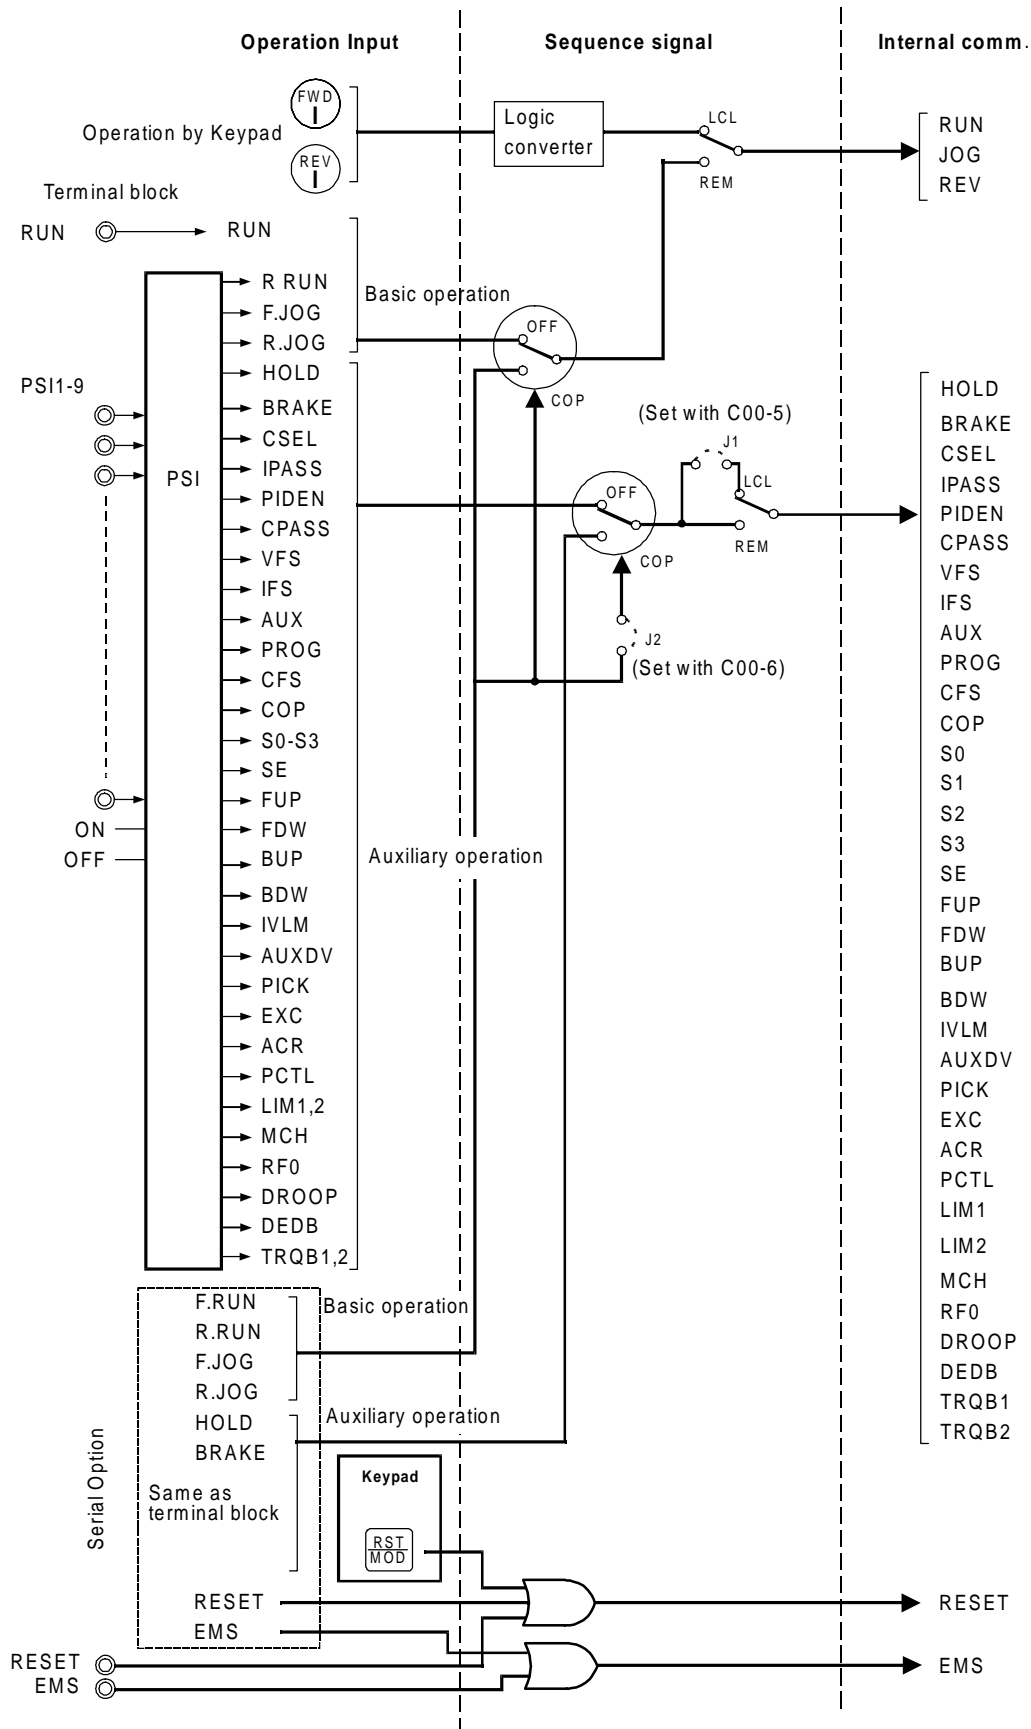 Operation Input
Sequence signal
Internal comm.
FWD
Operation by Keypad
REV
Logic
converter
LCL
REM
RUN
JOG
REV
Terminal block
RUN
RUN
R RUN
F.JOG
R.JOG
Basic operation
OFF
COP
HOLD
BRAKE
CSEL
IPASS
PIDEN
CPASS
VFS
IFS
AUX
PROG
CFS
COP
S0-S3
SE
FUP
FDW
BUP
BDW
IVLM
AUXDV
PICK
EXC
ACR
PCTL
LIM1,2
MCH
RF0
DROOP
DEDB
TRQB1,2
PSI1-9
PSI
ON
OFF
Auxiliary operation
(Set with C00-5)
J1
OFF
LCL
REM
COP
J2
(Set with C00-6)
HOLD
BRAKE
CSEL
IPASS
PIDEN
CPASS
VFS
IFS
AUX
PROG
CFS
COP
S0
S1
S2
S3
SE
FUP
FDW
BUP
BDW
IVLM
AUXDV
PICK
EXC
ACR
PCTL
LIM1
LIM2
MCH
RF0
DROOP
DEDB
TRQB1
TRQB2
Serial Option
F.RUN
R.RUN
F.JOG
R.JOG
Basic operation
HOLD
BRAKE
Same as
terminal block
Auxiliary operation
Keypad
RST
MOD
RESET
EMS
RESET
EMS
RESET
EMS